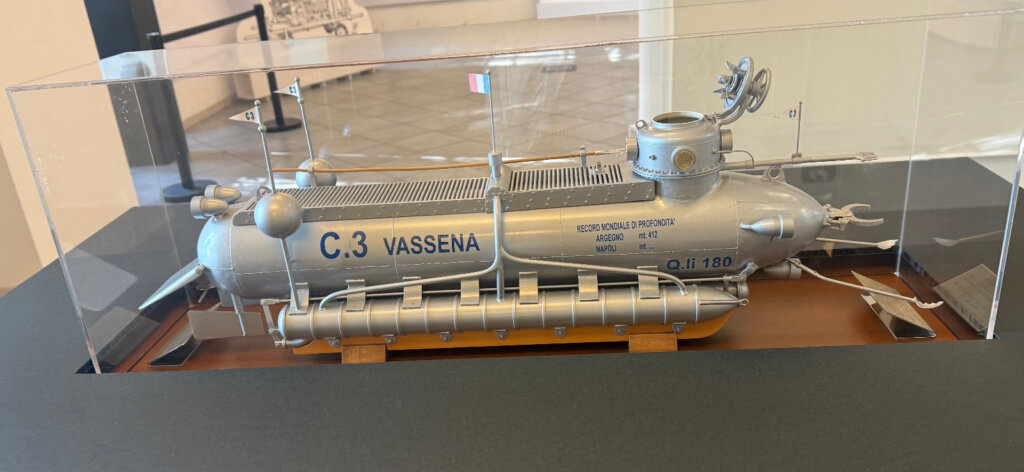 C.3 VASSENA
RECORD MONDIALE DI PROFONDITA'
ARGEGNO mt. 412
NAPOLI mt. ...
Q.li 180